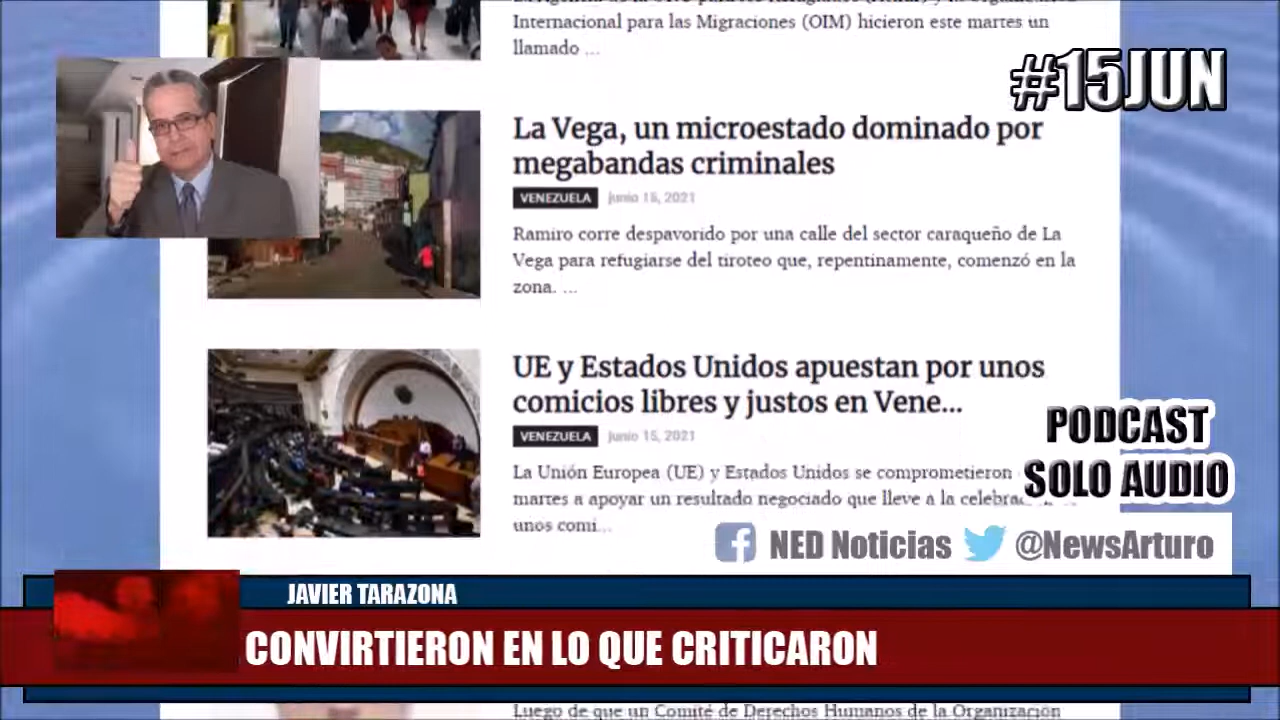 Internacional para las Migraciones (OIM) hicieron este martes un
llamado ...
#15JUN
La Vega, un microestado dominado por
megabandas criminales
VENEZUELA junio 15, 2021
Ramiro corre despavorido por una calle del sector caraqueño de La
Vega para refugiarse del tiroteo que, repentinamente, comenzó en la
zona. ...
UE y Estados Unidos apuestan por unos
comicios libres y justos en Vene...
VENEZUELA junio 15, 2021
La Unión Europea (UE) y Estados Unidos se comprometieron
martes a apoyar un resultado negociado que lleve a la
unos comi...
PODCAST
SOLO AUDIO
NED Noticias @NewsArturo
JAVIER TARAZONA
CONVIRTIERON EN LO QUE CRITICARON
Luego de que un Comité de Derechos Humanos de la Organización